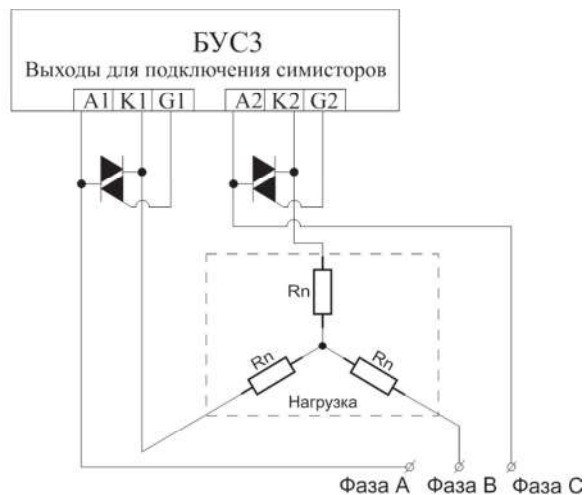 БУС3
Выходы для подключения симисторов
A1 K1 G1 A2 K2 G2
Rn
Rn
Rn
Нагрузка
Фаза А Фаза В Фаза С